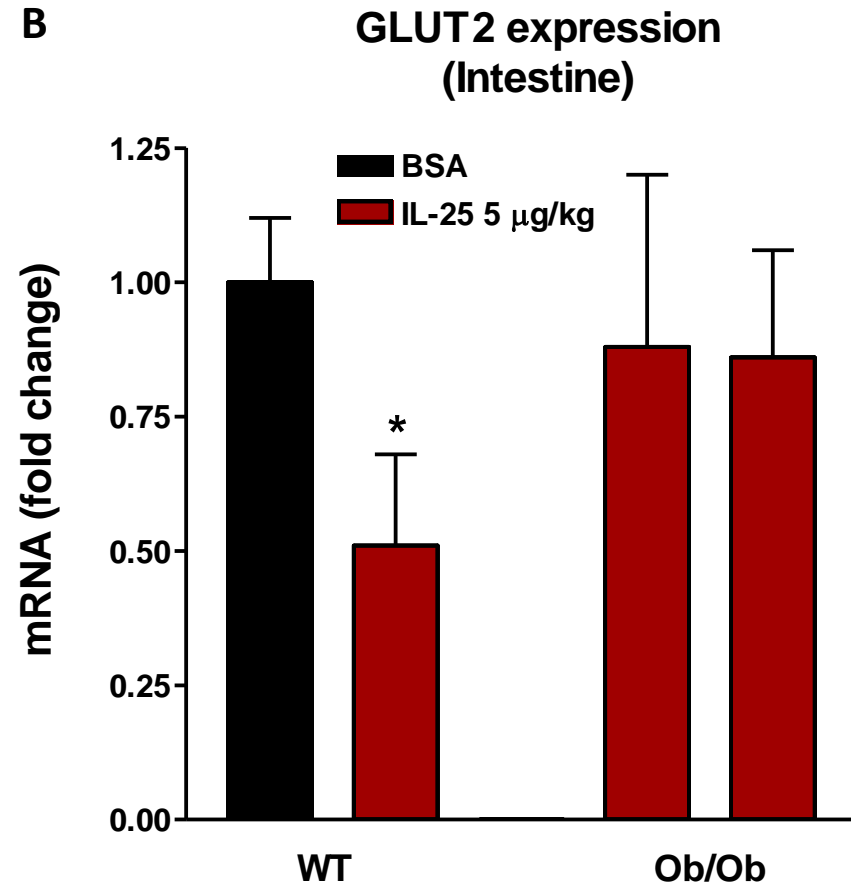 B
GLUT2 expression
(Intestine)
BSA
IL-25 5 μg/kg
mRNA (fold change)
1.25
1.00
0.75
0.50
0.25
0.00
*
WT
Ob/Ob